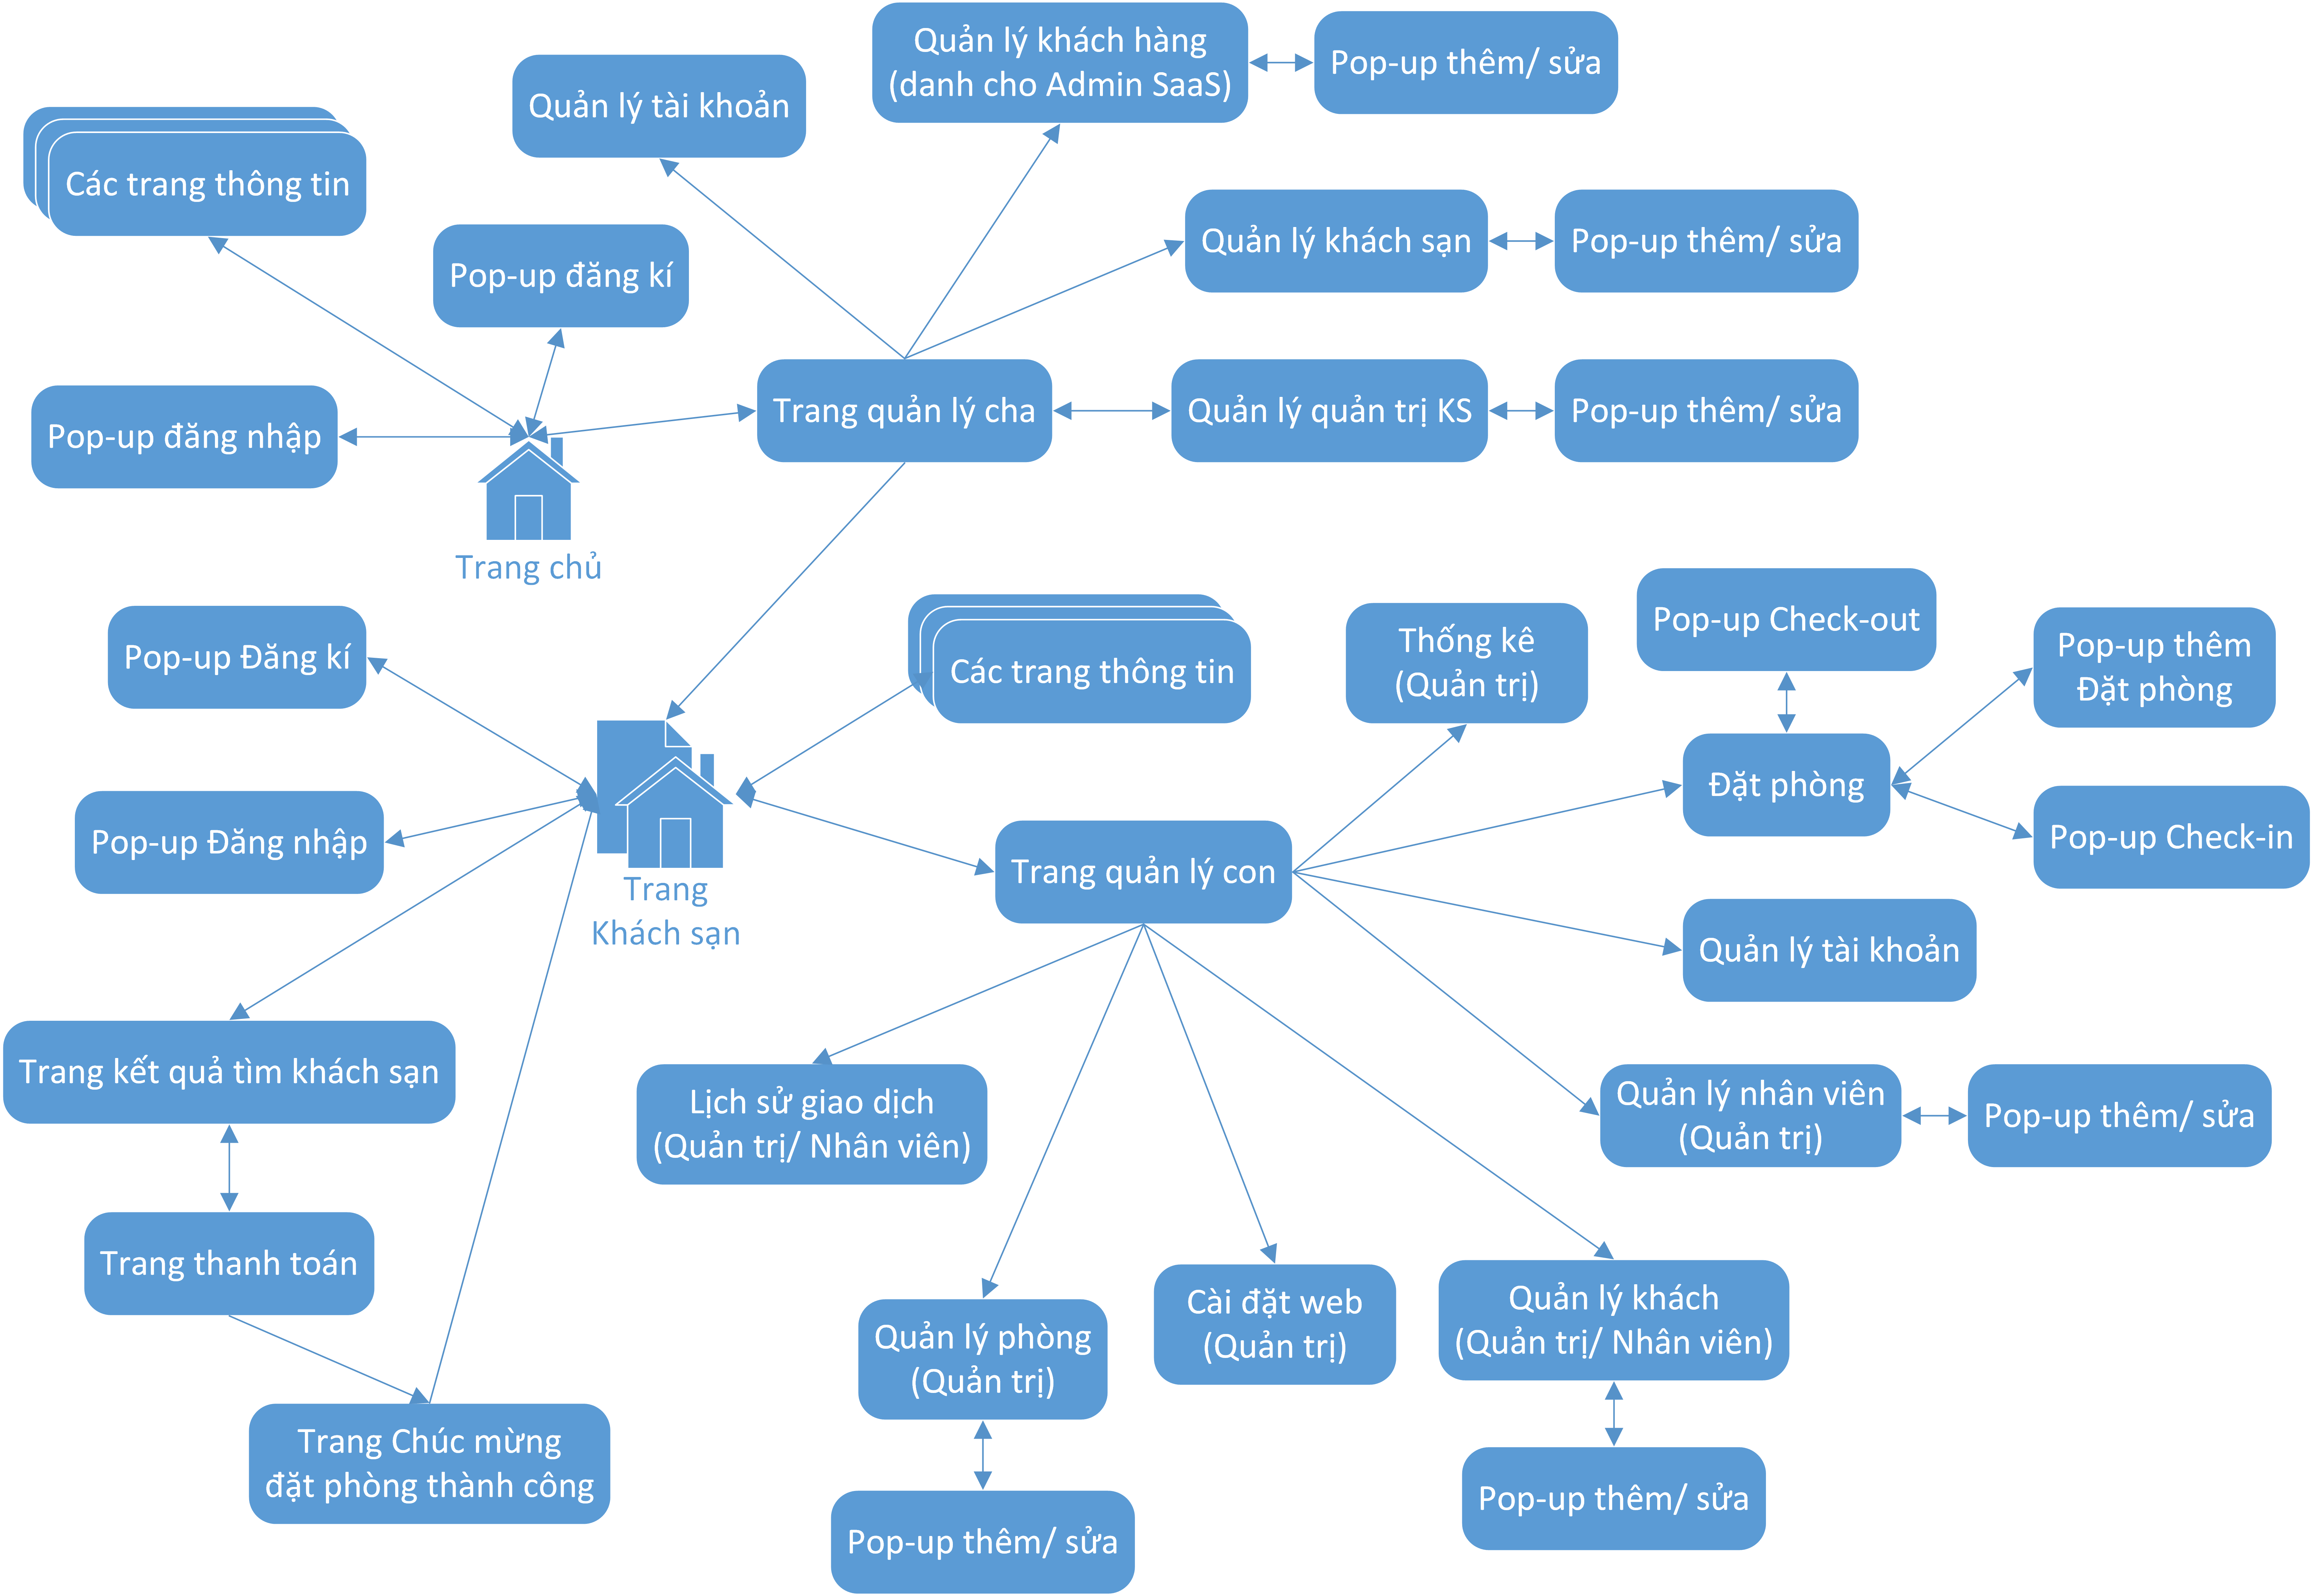 Quản lý khách hàng
(danh cho Admin SaaS)
Pop-up thêm/ sửa
Quản lý tài khoản
Các trang thông tin
Pop-up đăng kí
Quản lý khách sạn
Pop-up thêm/ sửa
Pop-up đăng nhập
Trang quản lý cha
Quản lý quản trị KS
Pop-up thêm/ sửa
Trang chủ
Pop-up Đăng kí
Các trang thông tin
Thống kê
(Quản trị)
Pop-up Check-out
Pop-up thêm
Đặt phòng
Đặt phòng
Pop-up Check-in
Pop-up Đăng nhập
Trang
Khách sạn
Trang quản lý con
Quản lý tài khoản
Trang kết quả tìm khách sạn
Lịch sử giao dịch
(Quản trị/ Nhân viên)
Quản lý nhân viên
(Quản trị)
Pop-up thêm/ sửa
Trang thanh toán
Quản lý phòng
(Quản trị)
Cài đặt web
(Quản trị)
Quản lý khách
(Quản trị/ Nhân viên)
Trang Chúc mừng
đặt phòng thành công
Pop-up thêm/ sửa
Pop-up thêm/ sửa